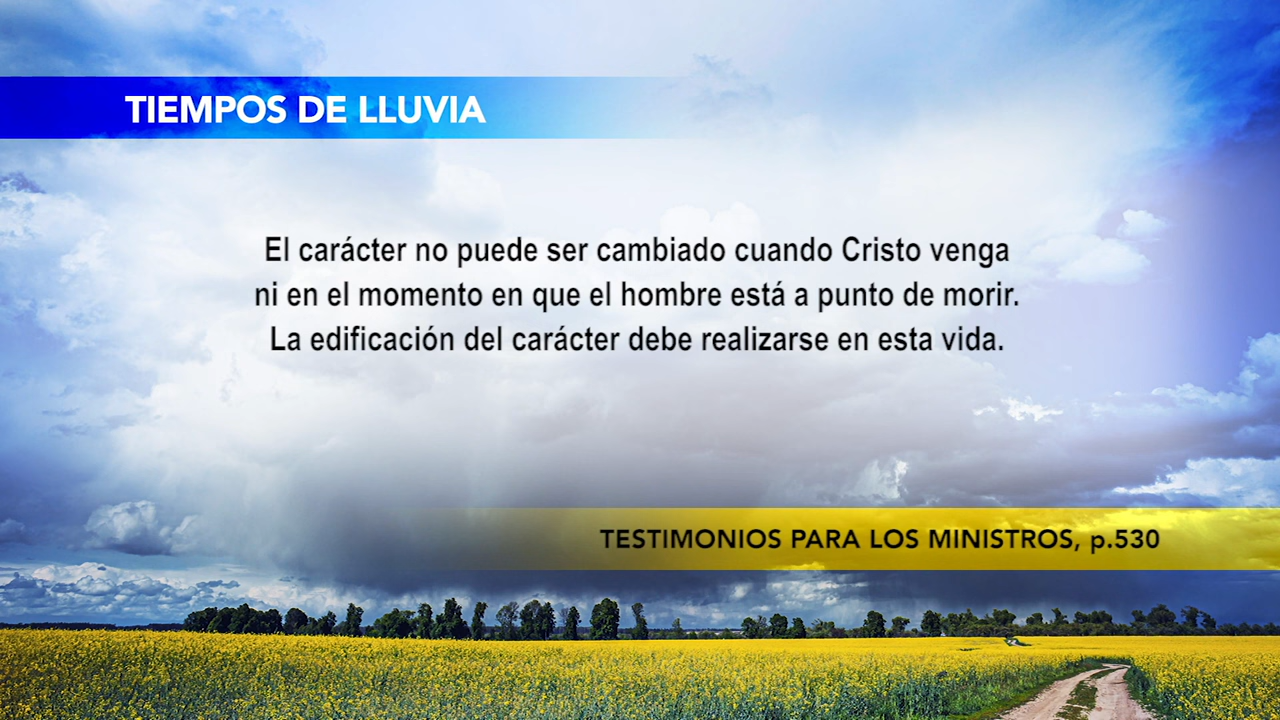 TIEMPOS DE LLUVIA
El carácter no puede ser cambiado cuando Cristo venga
ni en el momento en que el hombre está a punto de morir.
La edificación del carácter debe realizarse en esta vida.
TESTIMONIOS PARA LOS MINISTROS, p.530